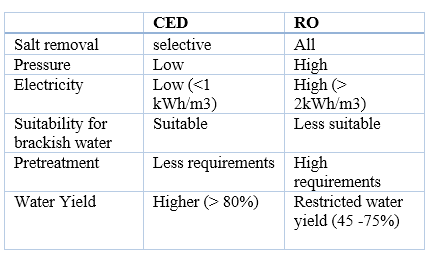 CED RO
Salt removal selective All
Pressure Low High
Electricity Low (<1 High (>
kWh/m3) 2kWh/m3)
Suitability for Suitable Less suitable
brackish water
Pretreatment Less requirements High
requirements
Water Yield Higher (> 80%) Restricted water
yield (45 -75%)